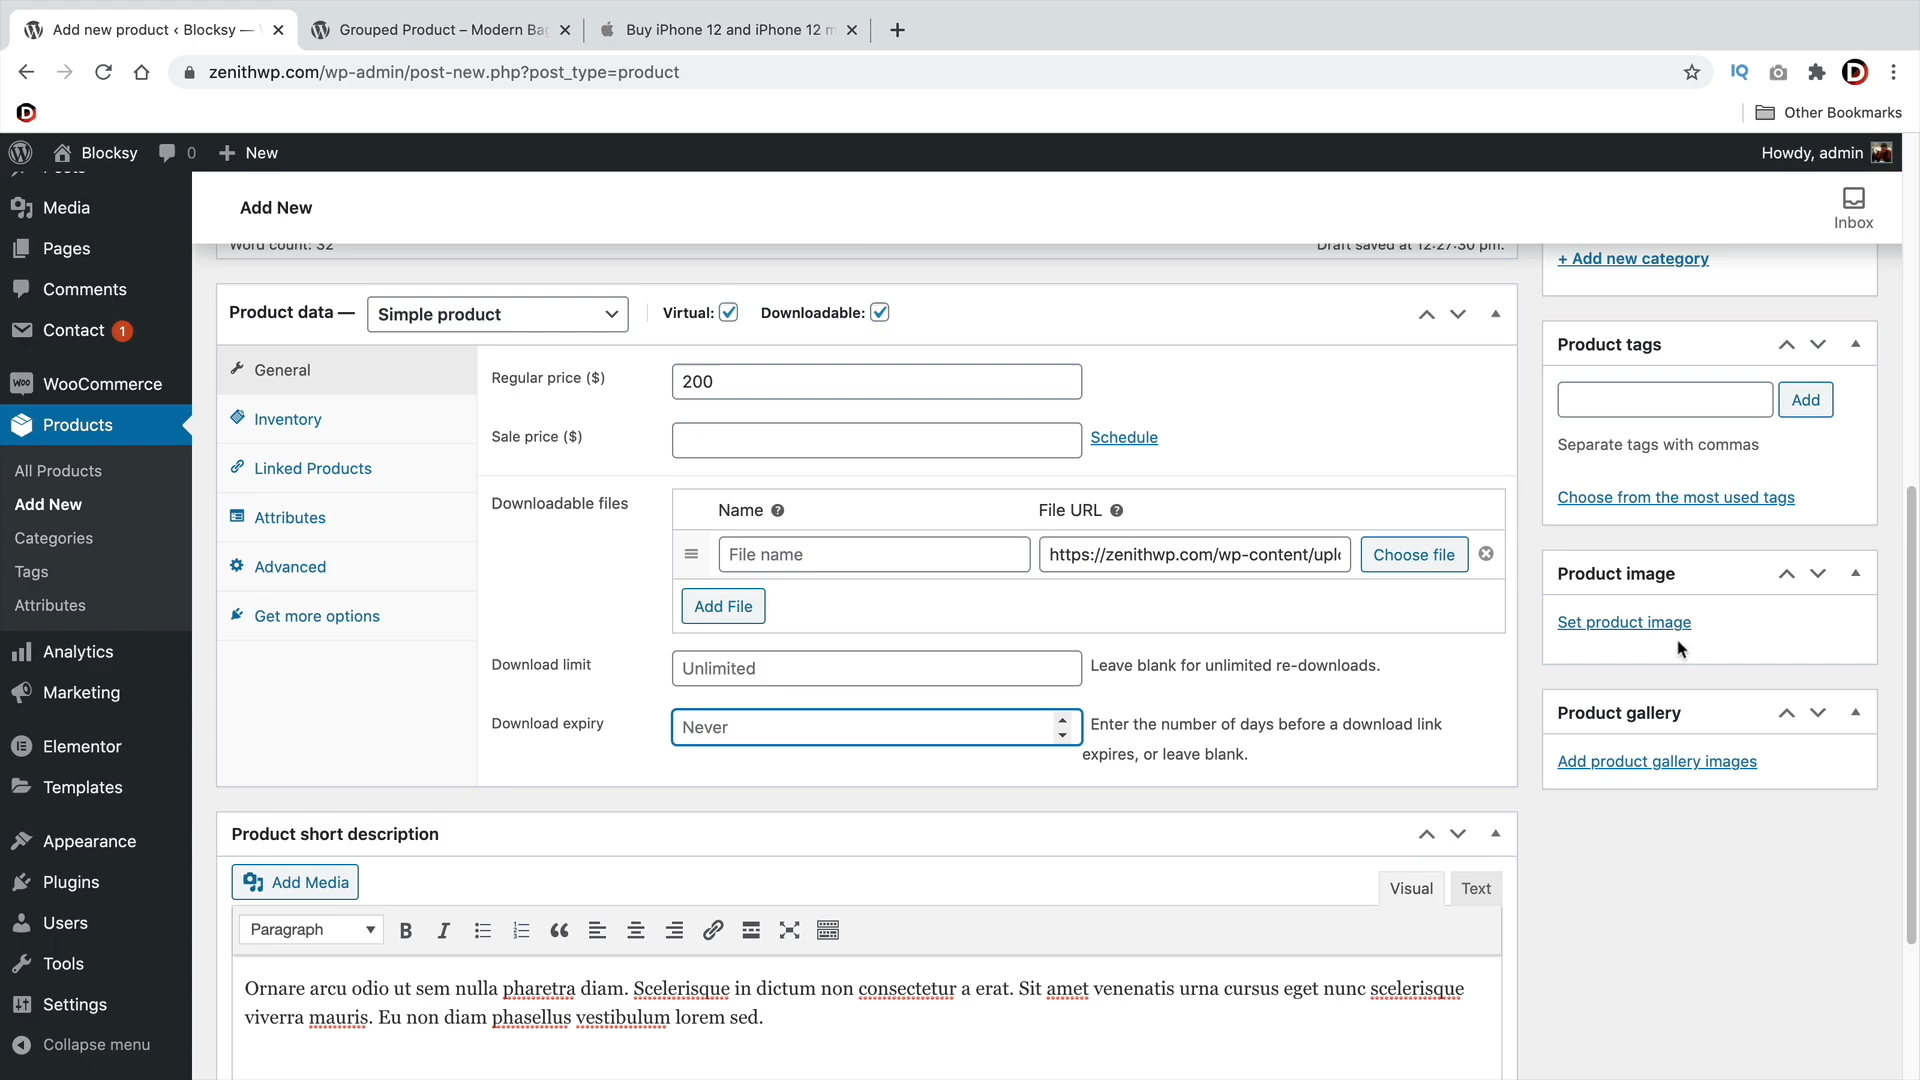 Add new product ‹ Blocksy —
Grouped Product – Modern Bag
Buy iPhone 12 and iPhone 12 m
zenithwp.com/wp-admin/post-new.php?post_type=product
IQ
D
D
Other Bookmarks
Blocksy
0
New
Howdy, admin
Posts
Media
Pages
Comments
Contact 1
WooCommerce
Products
All Products
Add New
Categories
Tags
Attributes
Analytics
Marketing
Elementor
Templates
Appearance
Plugins
Users
Tools
Settings
Collapse menu
Add New
Inbox
Word count: 32
Draft saved at 12:27:30 pm.
Product data —
Simple product
Virtual:
Downloadable:
General
Inventory
Linked Products
Attributes
Advanced
Get more options
Regular price ($)
200
Sale price ($)
Schedule
Downloadable files
Name ?
File URL ?
File name
https://zenithwp.com/wp-content/uplo
Choose file
Add File
Download limit
Unlimited
Leave blank for unlimited re-downloads.
Download expiry
Never
Enter the number of days before a download link
expires, or leave blank.
Product short description
Add Media
Visual
Text
Paragraph
B
I
Ornare arcu odio ut sem nulla pharetra diam. Scelerisque in dictum non consectetur a erat. Sit amet venenatis urna cursus eget nunc scelerisque
viverra mauris. Eu non diam phasellus vestibulum lorem sed.
+ Add new category
Product tags
Add
Separate tags with commas
Choose from the most used tags
Product image
Set product image
Product gallery
Add product gallery images